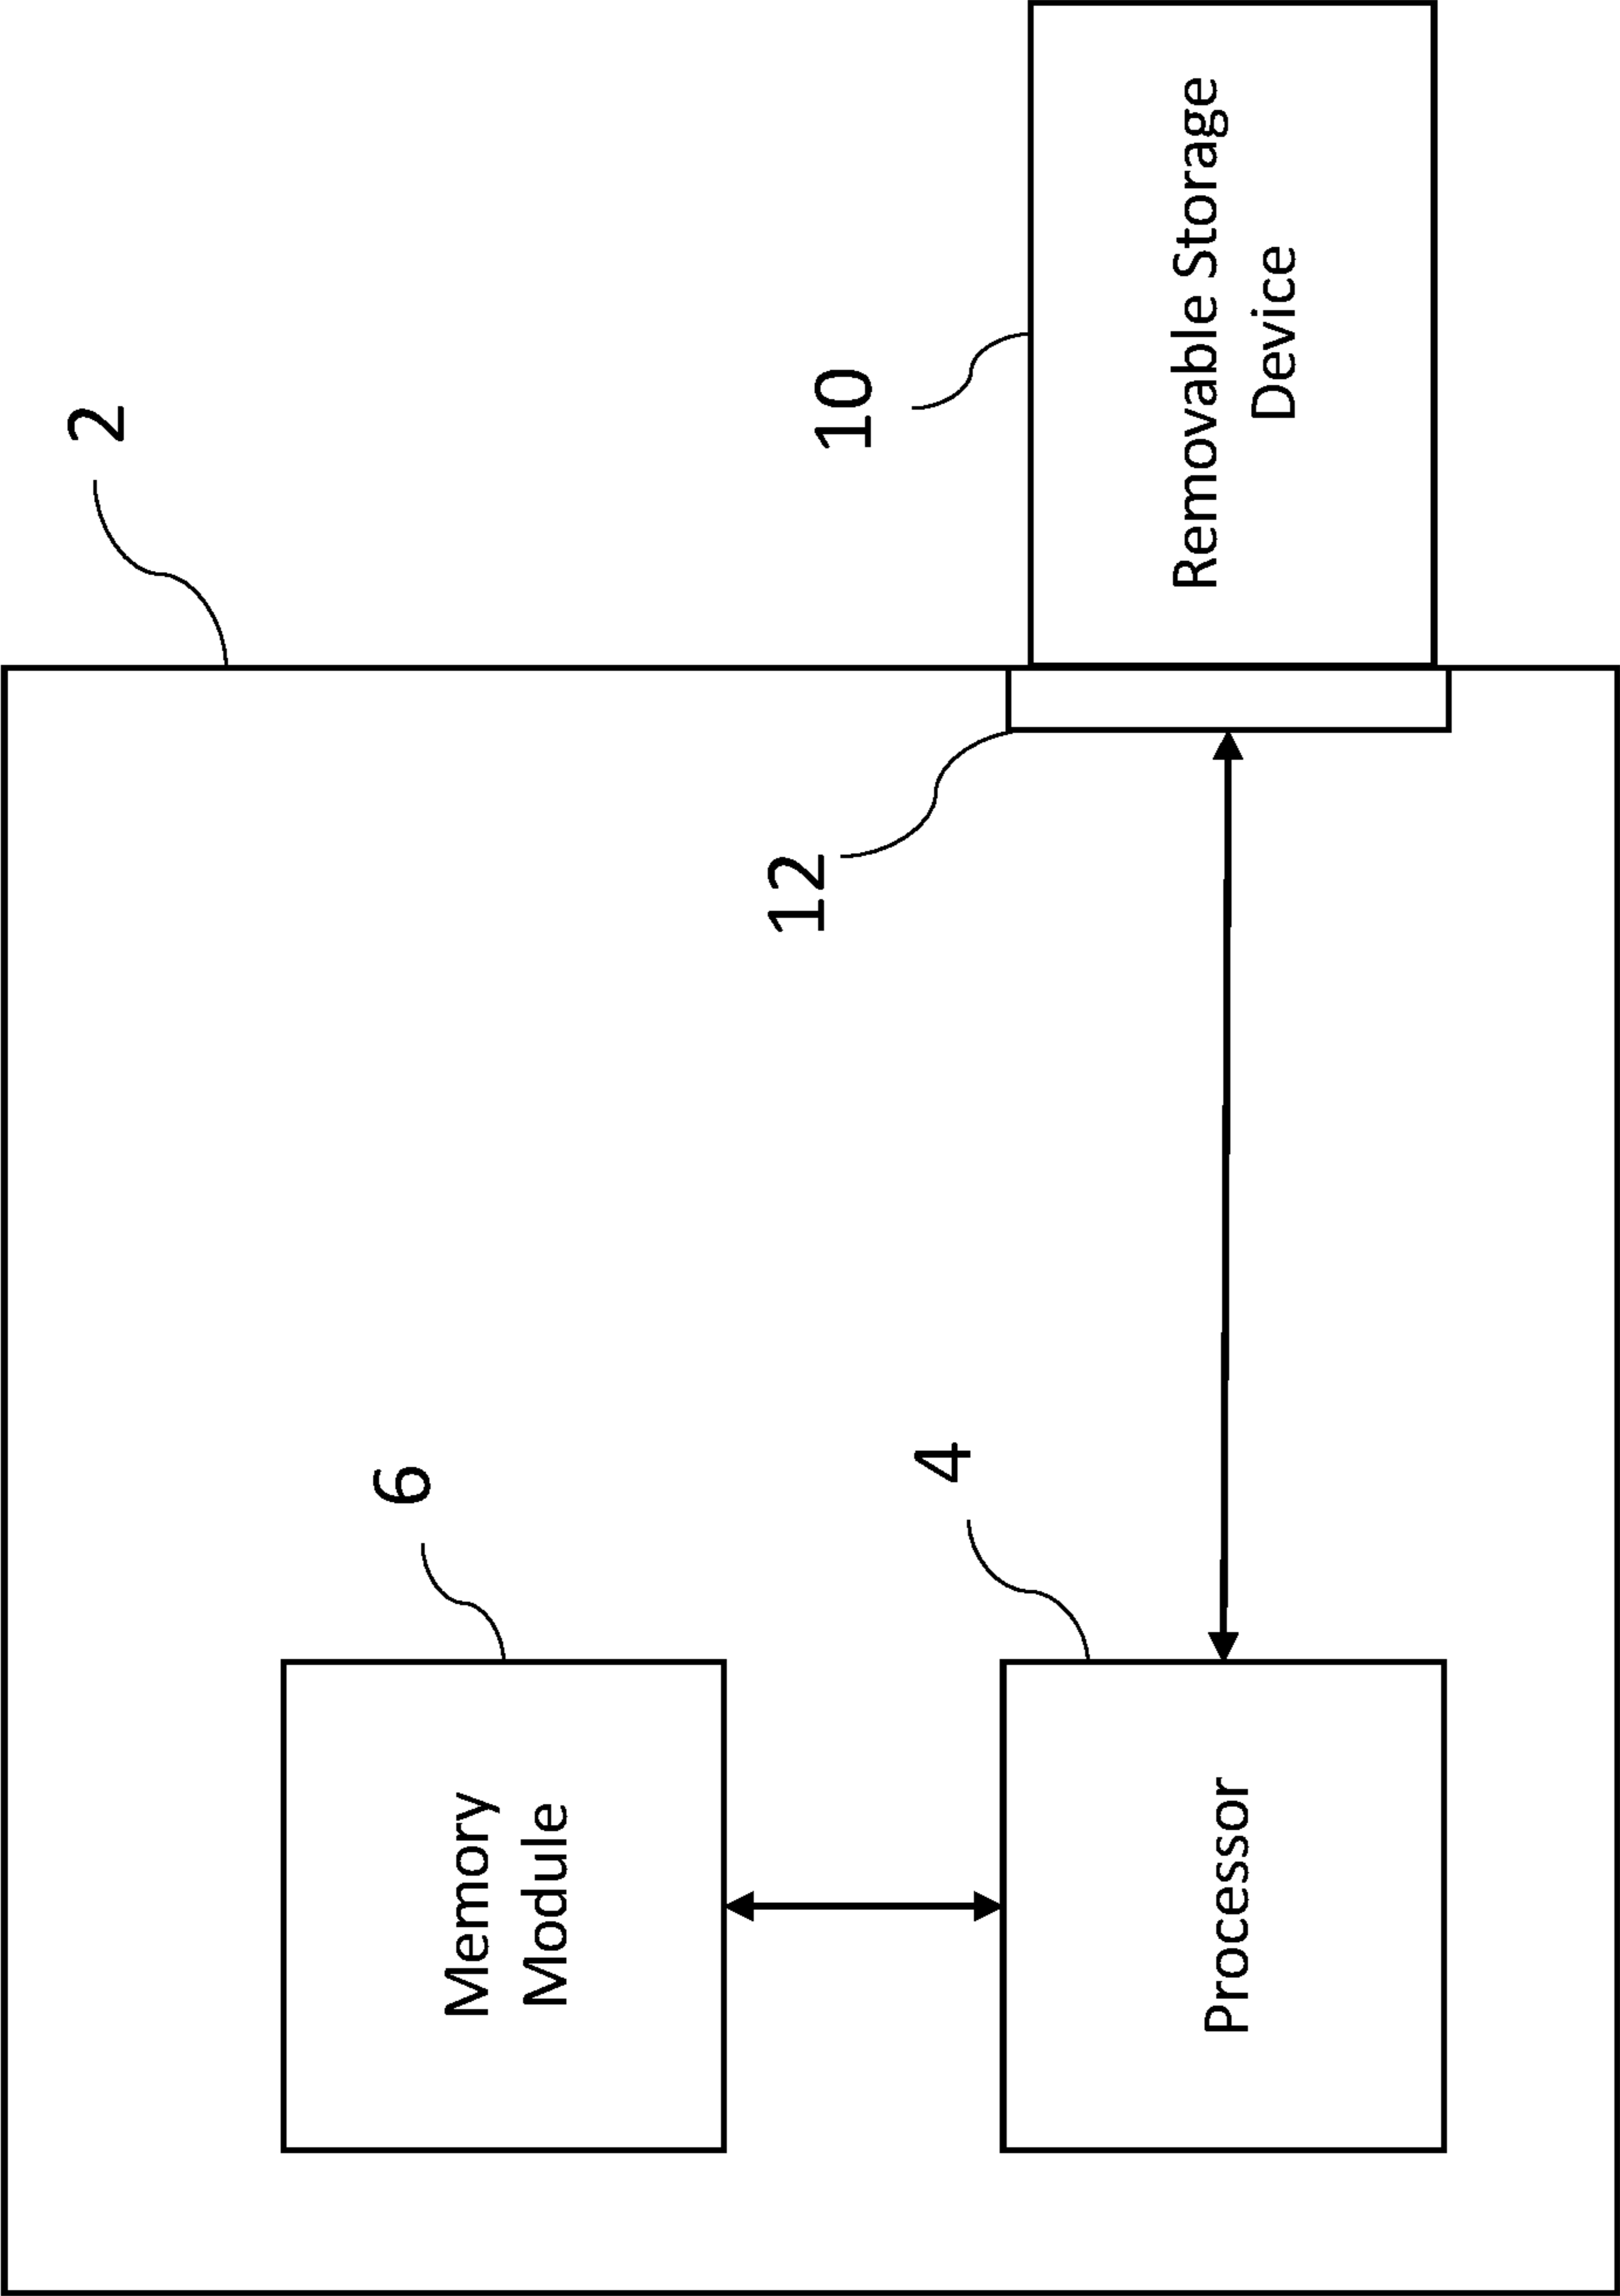 2
10
Removable Storage
Device
12
6
4
Memory
Module
Processor